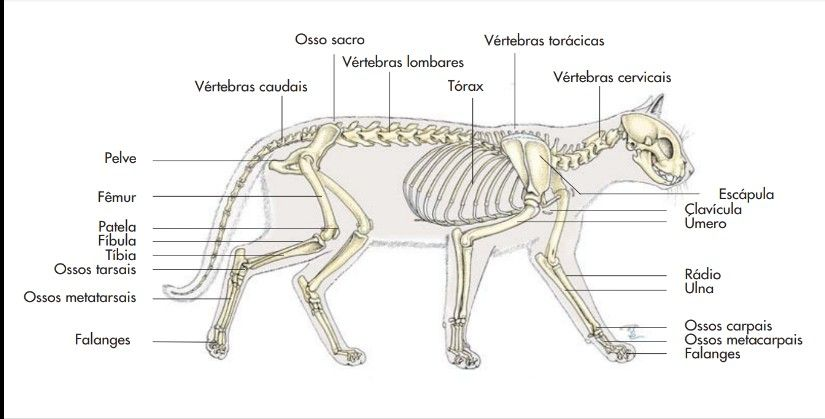 Osso sacro
Vértebras torácicas
Vértebras lombares
Vértebras cervicais
Vértebras caudais
Tórax
Pelve
Fêmur
Patela
Fíbula
Tíbia
Ossos tarsais
Ossos metatarsais
Falanges
Escápula
Clavícula
Úmero
Rádio
Ulna
Ossos carpais
Ossos metacarpais
Falanges